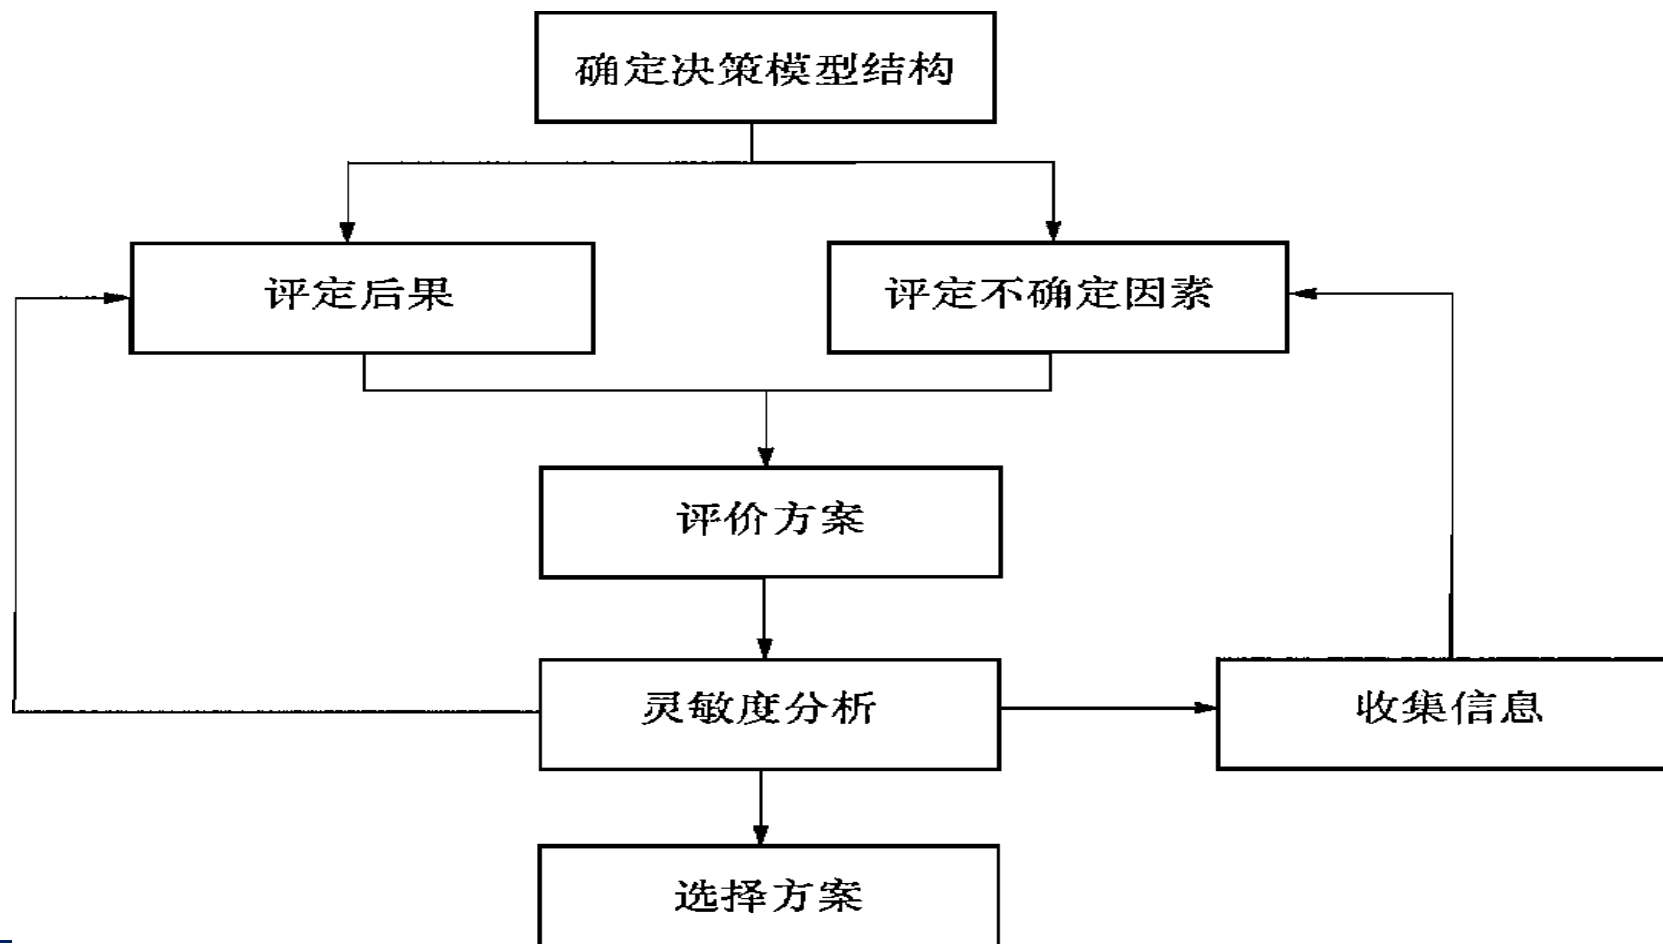 确定决策模型结构
评定后果
评定不确定因素
评价方案
灵敏度分析
收集信息
选择方案